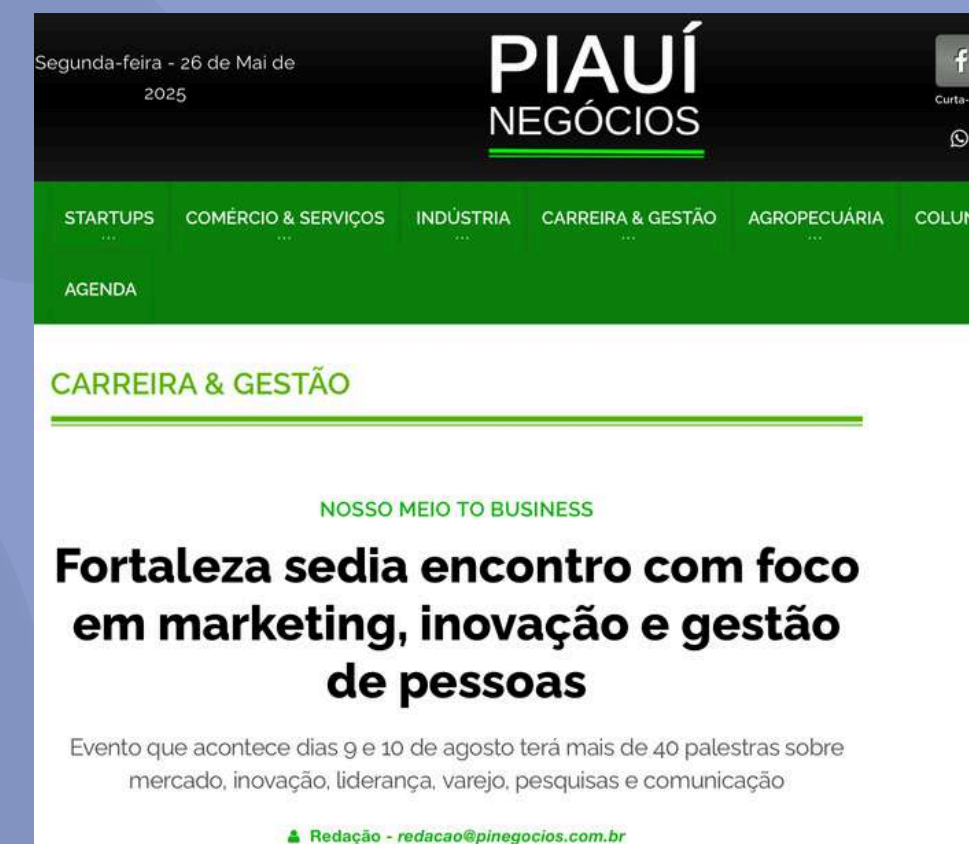 Segunda-feira - 26 de Mai de
2025
PIAUÍ
NEGÓCIOS
Curta-
STARTUPS COMÉRCIO & SERVIÇOS INDÚSTRIA CARREIRA & GESTÃO AGROPECUÁRIA COLUN
AGENDA
CARREIRA & GESTÃO
NOSSO MEIO TO BUSINESS
Fortaleza sedia encontro com foco
em marketing, inovação e gestão
de pessoas
Evento que acontece dias 9 e 10 de agosto terá mais de 40 palestras sobre
mercado, inovação, liderança, varejo, pesquisas e comunicação
Redação - redacao@pinegocios.com.br